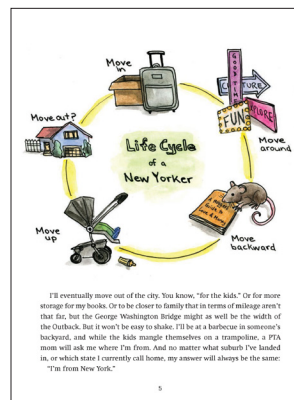 Move
in
GOOD TIME
CULTURE
FUN
EXPLORE
Move
around
Move out?
Life Cycle
of a
New Yorker
Move
up
Move
backward
I'll eventually move out of the city. You know, "for the kids." Or for more
storage for my books. Or to be closer to family that in terms of mileage aren't
that far, but the George Washington Bridge might as well be the width of
the Outback. But it won't be easy to shake. I'll be at a barbecue in someone's
backyard, and while the kids mangle themselves on a trampoline, a PTA
mom will ask me where I'm from. And no matter what suburb I've landed
in, or which state I currently call home, my answer will always be the same:
"I'm from New York."
5